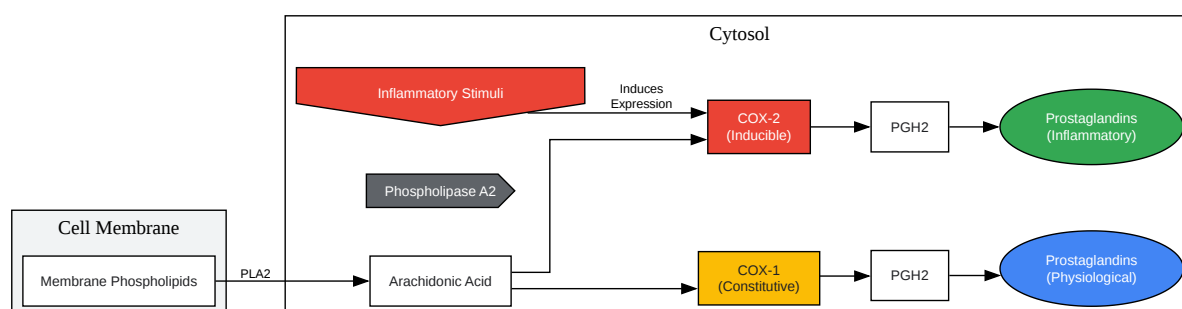 Cytosol
Inflammatory Stimuli
Induces
Expression
COX-2
(Inducible)
PGH2
Prostaglandins
(Inflammatory)
Phospholipase A2
Cell Membrane
Membrane Phospholipids
PLA2
Arachidonic Acid
COX-1
(Constitutive)
PGH2
Prostaglandins
(Physiological)